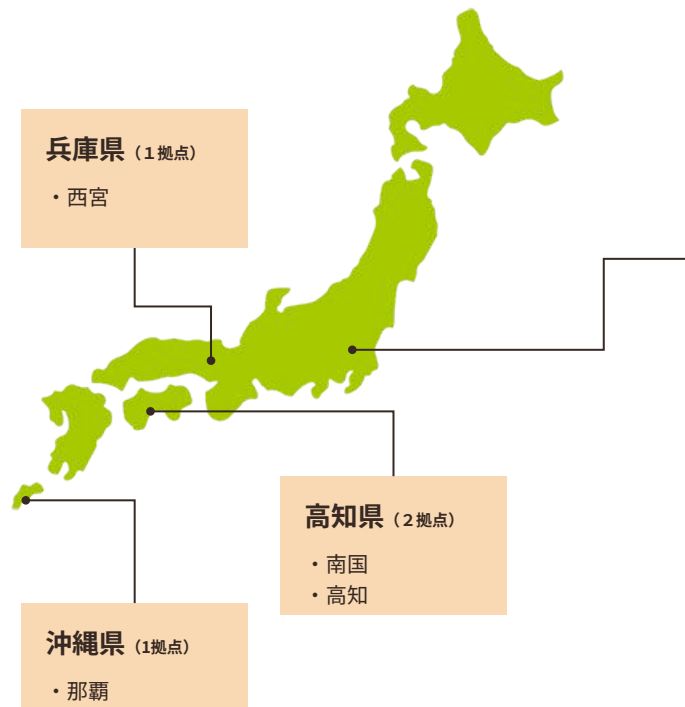 兵庫県（１拠点）
・西宮
高知県（２拠点）
・南国
・高知
沖縄県（1拠点）
・那覇